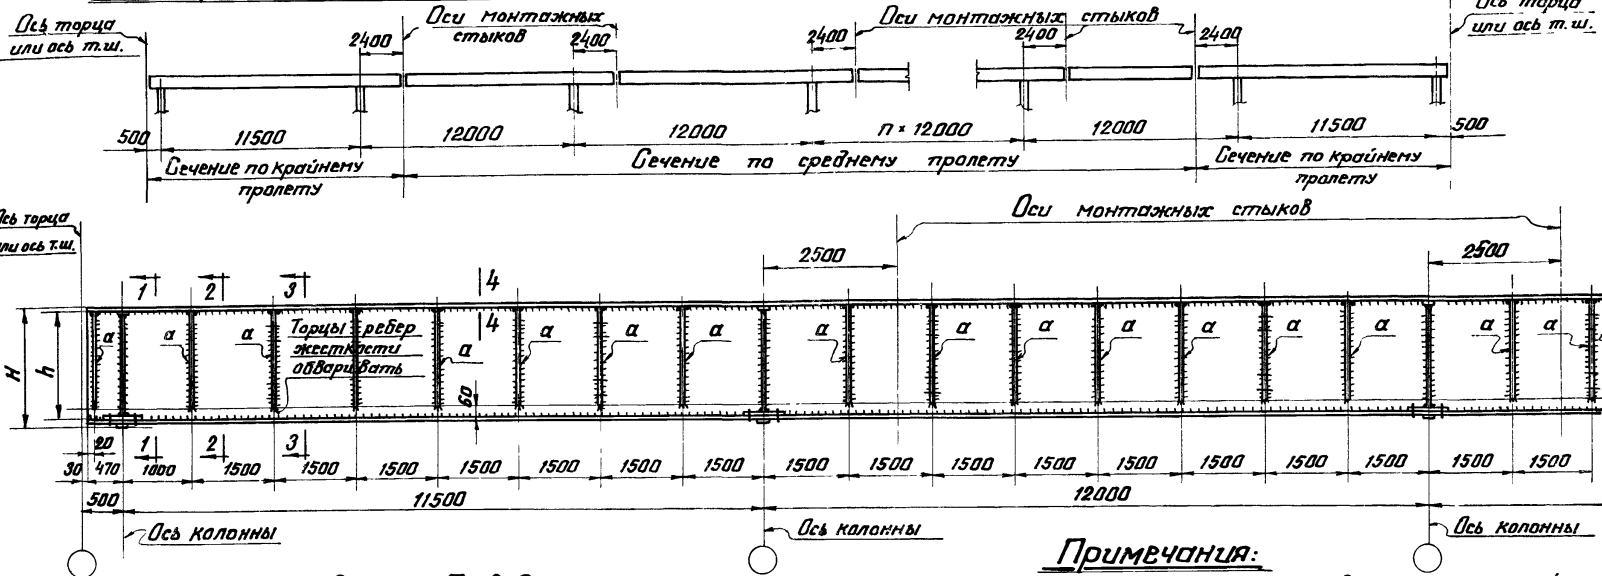 Ось торца
или ось т.ш.
Оси монтажных
стыков
Оси монтажных стыков
Ось торца
или ось т.ш.
2400
2400
2400
2400
2400
500
11500
12000
12000
п × 12000
12000
11500
500
Сечение по крайнему
пролету
Сечение по среднему пролету
Сечение по крайнему
пролету
Ось торца
или ось т.ш.
Оси монтажных стыков
2500
2500
1 2 3 4
4
Торцы ребер
жесткости
обваривать
а а а а а а а а а а а а а а а а а
H
h
60
20
1 2 3
30 470 1000 1500 1500 1500 1500 1500 1500 1500 1500 1500 1500 1500 1500 1500 1500 1500 1500 1500
500
11500
12000
Ось колонны
Ось колонны
Ось колонны
Примечания: